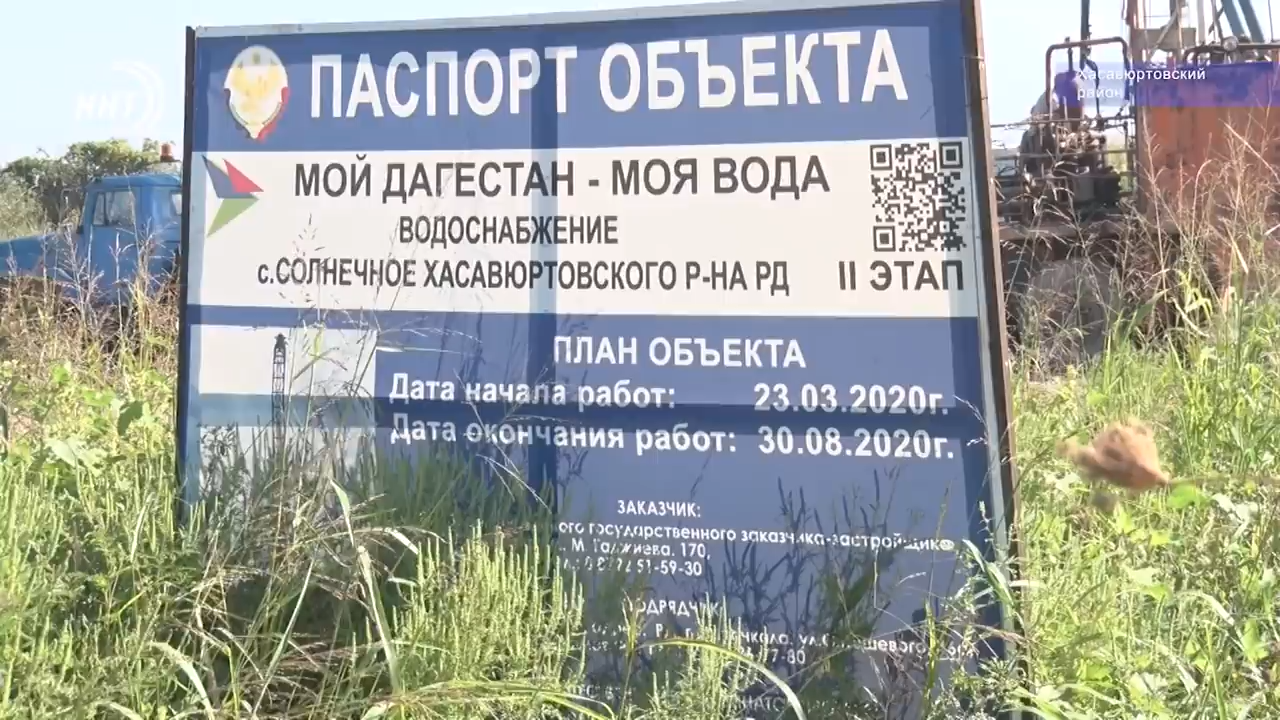 ННТ
Хасавюртовский
район
ПАСПОРТ ОБЪЕКТА
МОЙ ДАГЕСТАН - МОЯ ВОДА
ВОДОСНАБЖЕНИЕ
с.СОЛНЕЧНОЕ ХАСАВЮРТОВСКОГО Р-НА РД II ЭТАП
ПЛАН ОБЪЕКТА
Дата начала работ: 23.03.2020г.
Дата окончания работ: 30.08.2020г.
ЗАКАЗЧИК:
ого государственного заказчика-застройщика»
М. Гаджиева, 170,
51-59-30
ПОДРЯДЧИК